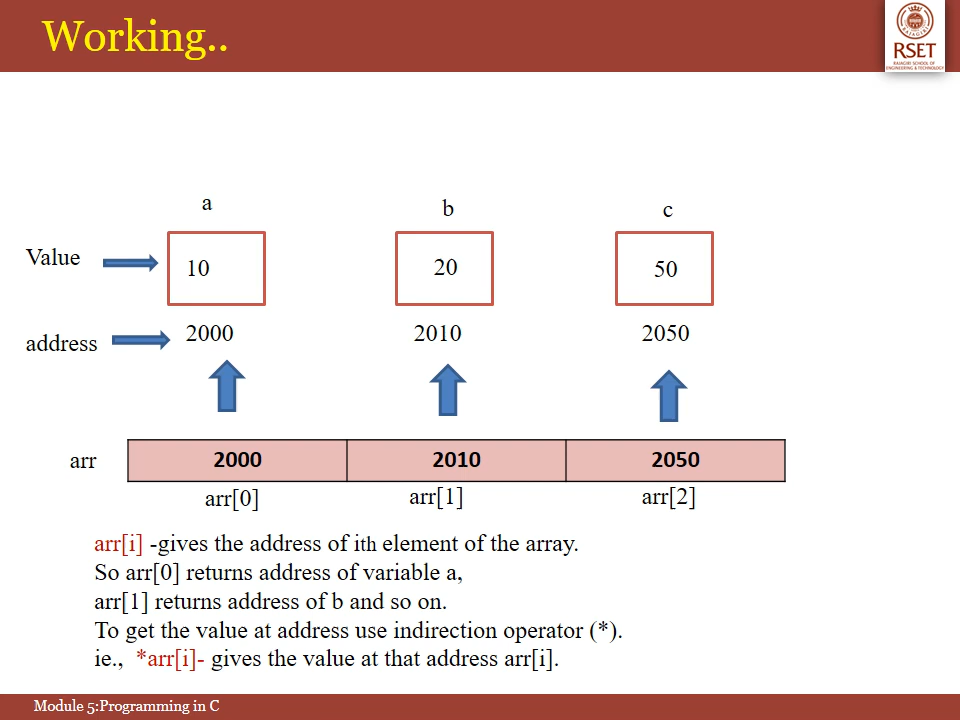 Working..
RAJAGIRI
RSET
RAJAGIRI SCHOOL OF
ENGINEERING & TECHNOLOGY
a b c
Value 10 20 50
address 2000 2010 2050
arr 2000 2010 2050
arr[0] arr[1] arr[2]
arr[i] -gives the address of ith element of the array.
So arr[0] returns address of variable a,
arr[1] returns address of b and so on.
To get the value at address use indirection operator (*).
ie., *arr[i]- gives the value at that address arr[i].
Module 5:Programming in C